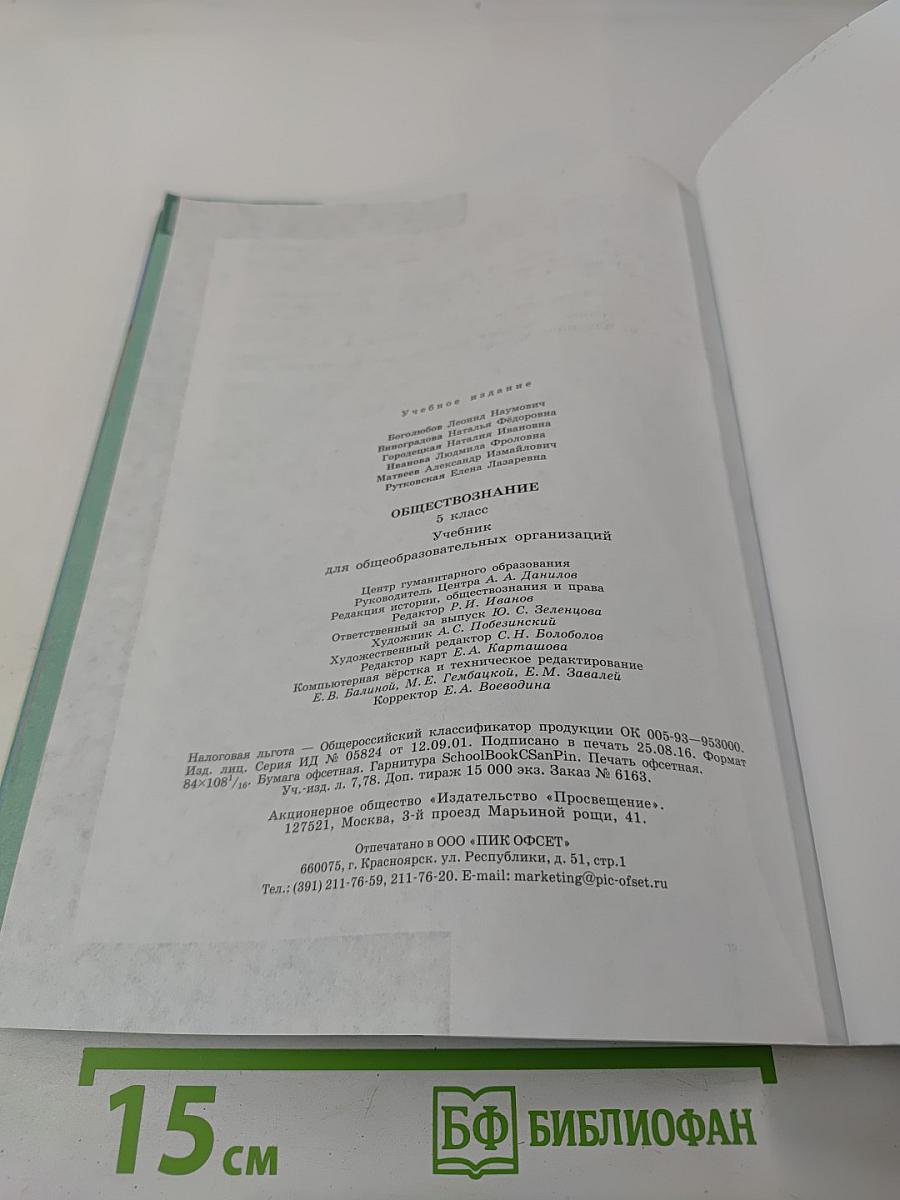 Учебное издание
Боголюбов Леонид Наумович
Виноградова Наталья Фёдоровна
Городецкая Наталия Ивановна
Иванова Людмила Фроловна
Матвеев Александр Измайлович
Рутковская Елена Лазаревна
ОБЩЕСТВОЗНАНИЕ
5 класс
Учебник
для общеобразовательных организаций
Центр гуманитарного образования
Руководитель Центра А. А. Данилов
Редакция истории, обществознания и права
Редактор Р. И. Иванов
Ответственный за выпуск Ю. С. Зеленцова
Художник А. С. Побезинский
Художественный редактор С. Н. Болоболов
Редактор карт Е. А. Карташова
Компьютерная вёрстка и техническое редактирование
Е. В. Балиной, М. Е. Гембацкой, Е. М. Завалей
Корректор Е. А. Воеводина
Налоговая льгота — Общероссийский классификатор продукции ОК 005-93—953000.
Изд. лиц. Серия ИД № 05824 от 12.09.01. Подписано в печать 25.08.16. Формат
84×108 1/16. Бумага офсетная. Гарнитура SchoolBookCSanPin. Печать офсетная.
Уч.-изд. л. 7,78. Доп. тираж 15 000 экз. Заказ № 6163.
Акционерное общество «Издательство «Просвещение».
127521, Москва, 3-й проезд Марьиной рощи, 41.
Отпечатано в ООО «ПИК ОФСЕТ»
660075, г. Красноярск. ул. Республики, д. 51, стр.1
Тел.: (391) 211-76-59, 211-76-20. E-mail: marketing@pic-ofset.ru
15 см
БФ БИБЛИОФАН